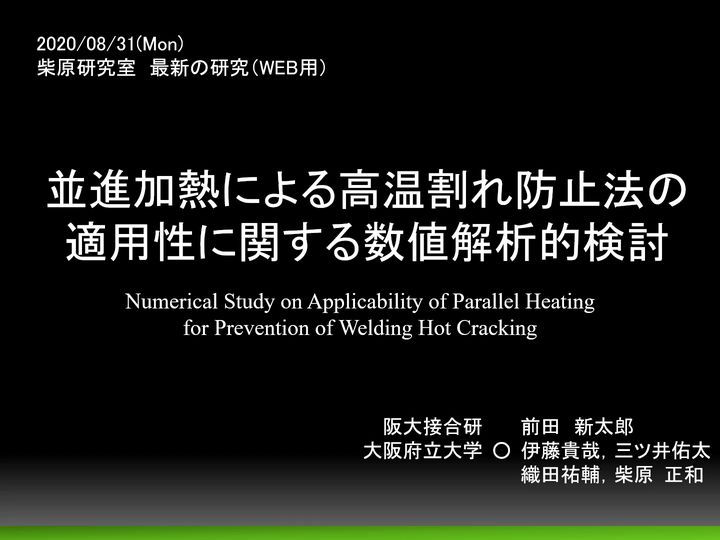 2020/08/31(Mon)
柴原研究室　最新の研究（WEB用）
並進加熱による高温割れ防止法の
適用性に関する数値解析的検討
Numerical Study on Applicability of Parallel Heating
for Prevention of Welding Hot Cracking
阪大接合研　　前田　新太郎
大阪府立大学 〇 伊藤貴哉, 三ツ井佑太
織田祐輔, 柴原 正和